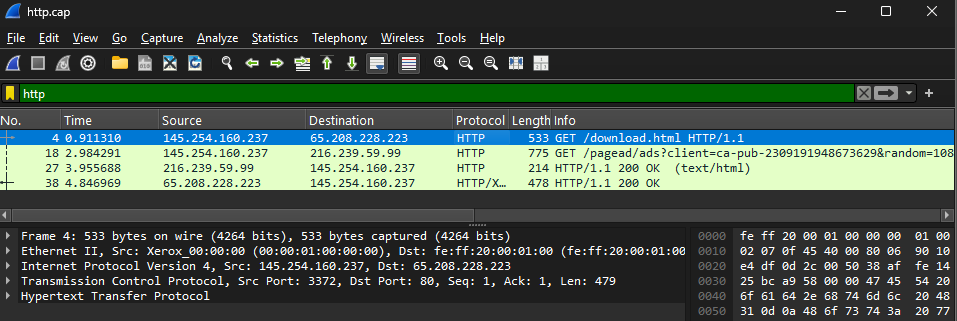 http.cap
File Edit View Go Capture Analyze Statistics Telephony Wireless Tools Help
http
No. Time Source Destination Protocol Length Info
4 0.911310 145.254.160.237 65.208.228.223 HTTP 533 GET /download.html HTTP/1.1
18 2.984291 145.254.160.237 216.239.59.99 HTTP 775 GET /pagead/ads?client=ca-pub-2309191948673629&random=108
27 3.955688 216.239.59.99 145.254.160.237 HTTP 214 HTTP/1.1 200 OK (text/html)
38 4.846969 65.208.228.223 145.254.160.237 HTTP/X… 478 HTTP/1.1 200 OK
Frame 4: 533 bytes on wire (4264 bits), 533 bytes captured (4264 bits)
Ethernet II, Src: Xerox_00:00:00 (00:00:01:00:00:00), Dst: fe:ff:20:00:01:00 (fe:ff:20:00:01:00
Internet Protocol Version 4, Src: 145.254.160.237, Dst: 65.208.228.223
Transmission Control Protocol, Src Port: 3372, Dst Port: 80, Seq: 1, Ack: 1, Len: 479
Hypertext Transfer Protocol
0000 fe ff 20 00 01 00 00 00 01 00
0010 02 07 0f 45 40 00 80 06 90 10
0020 e4 df 0d 2c 00 50 38 af fe 14
0030 25 bc a9 58 00 00 47 45 54 20
0040 6f 61 64 2e 68 74 6d 6c 20 48
0050 31 0d 0a 48 6f 73 74 3a 20 77